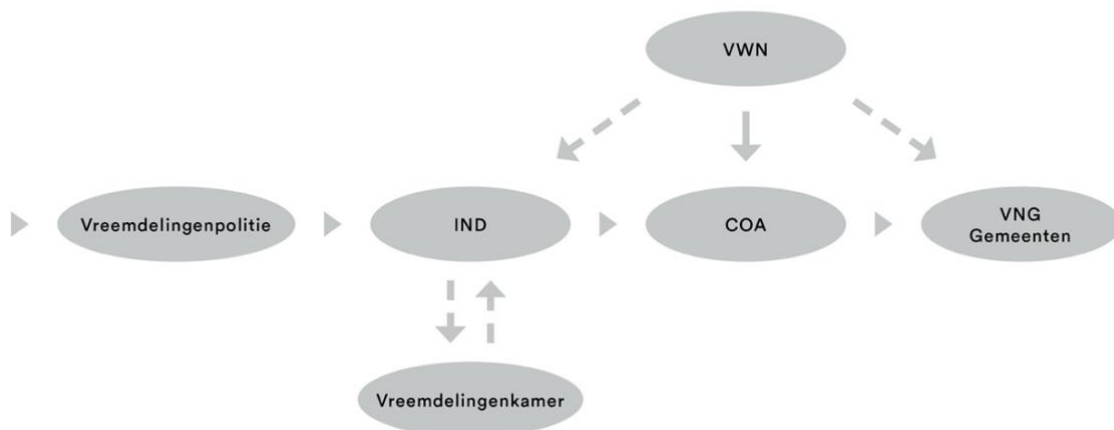 VWN
Vreemdelingenpolitie
IND
COA
VNG
Gemeenten
Vreemdelingenkamer